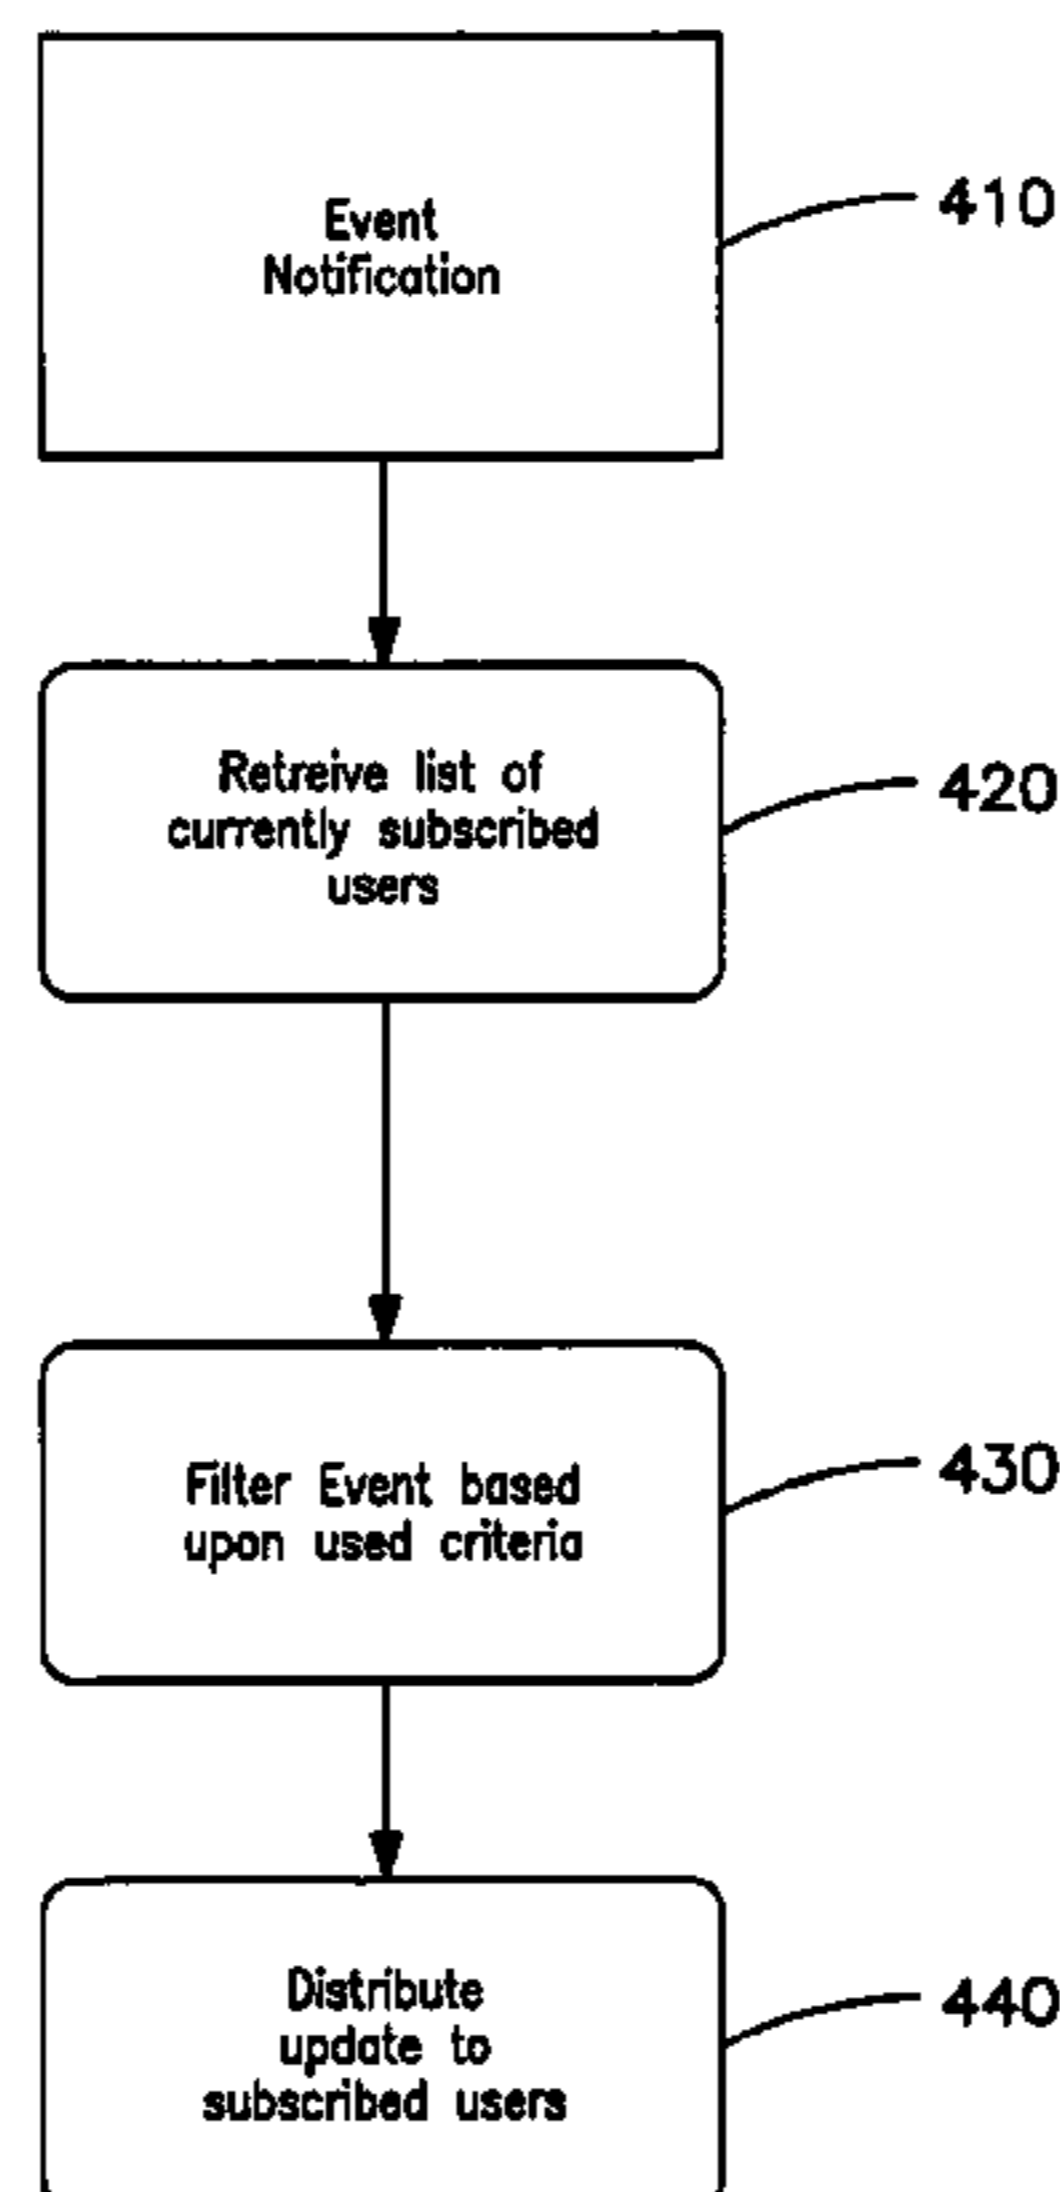 Event
Notification
410
Retreive list of
currently subscribed
users
420
Filter Event based
upon used criteria
430
Distribute
update to
subscribed users
440